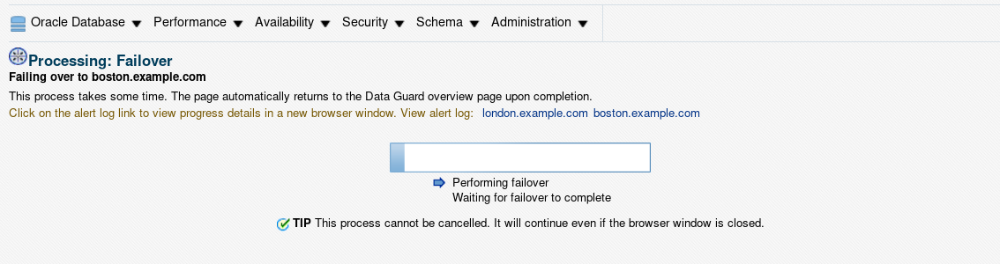 Oracle Database Performance Availability Security Schema Administration
Processing: Failover
Failing over to boston.example.com
This process takes some time. The page automatically returns to the Data Guard overview page upon completion.
Click on the alert log link to view progress details in a new browser window. View alert log: london.example.com boston.example.com
Performing failover
Waiting for failover to complete
TIP This process cannot be cancelled. It will continue even if the browser window is closed.